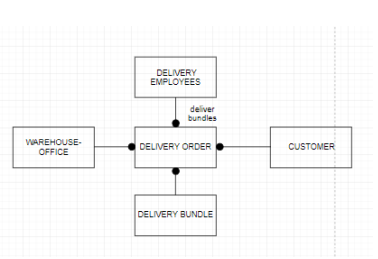 DELIVERY
EMPLOYEES
deliver
bundles
WAREHOUSE-
OFFICE
DELIVERY ORDER
CUSTOMER
DELIVERY BUNDLE